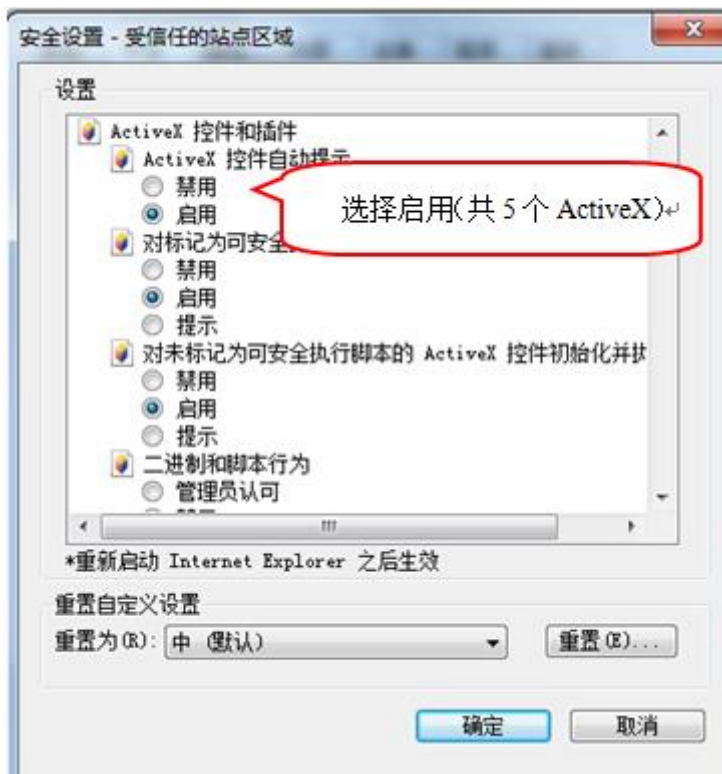 安全设置 - 受信任的站点区域
设置
ActiveX 控件和插件
ActiveX 控件自动提示
禁用
启用
选择启用(共 5 个 ActiveX)↵
对标记为可安全
禁用
启用
提示
对未标记为可安全执行脚本的 ActiveX 控件初始化并执
禁用
启用
提示
二进制和脚本行为
管理员认可
*重新启动 Internet Explorer 之后生效
重置自定义设置
重置为(R): 中 (默认) 重置(E)...
确定 取消